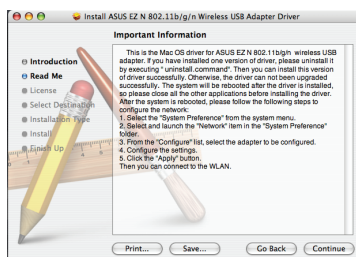 Install ASUS EZ N 802.11b/g/n Wireless USB Adapter Driver
Important Information
Introduction
Read Me
License
Select Destination
Installation Type
Install
Finish Up
This is the Mac OS driver for ASUS EZ N 802.11b/g/n wireless USB
adapter. If you have installed one version of driver, please uninstall it
by executing " uninstall.command". Then you can install this version
of driver successfully. Otherwise, the driver can not been upgraded
successfully. The system will be rebooted after the driver is installed,
so please close all the other applications before installing the driver.
After the system is rebooted, please follow the following steps to
configure the network:
1. Select the "System Preference" from the system menu.
2. Select and launch the "Network" item in the "System Preference"
folder.
3. From the "Configure" list, select the adapter to be configured.
4. Configure the settings.
5. Click the "Apply" button.
Then you can connect to the WLAN.
Print...
Save...
Go Back
Continue